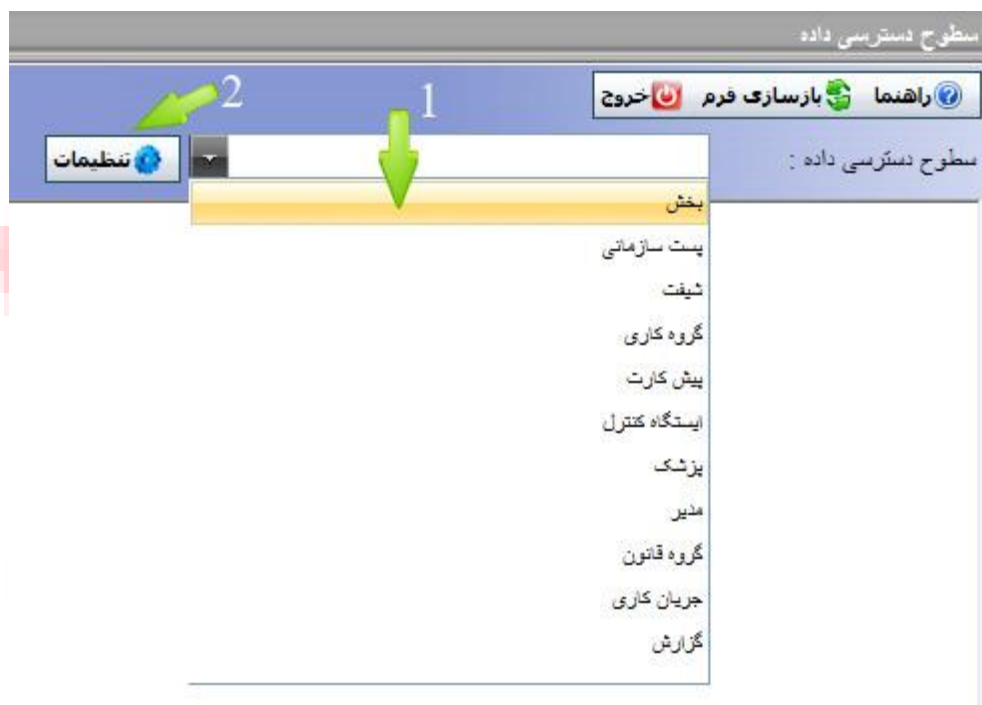 سطوح دسترسی داده
راهنما بازسازی فرم خروج
2
1
سطوح دسترسی داده :
تنظیمات
بخش
پست سازمانی
شیفت
گروه کاری
پیش کارت
ایستگاه کنترل
پزشک
مدیر
گروه قانون
جریان کاری
گزارش